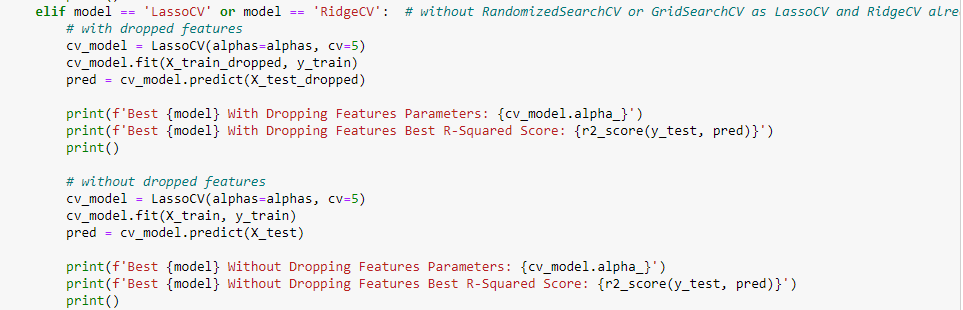 elif model == 'LassoCV' or model == 'RidgeCV':  # without RandomizedSearchCV or GridSearchCV as LassoCV and RidgeCV alre
# with dropped features
cv_model = LassoCV(alphas=alphas, cv=5)
cv_model.fit(X_train_dropped, y_train)
pred = cv_model.predict(X_test_dropped)
print(f'Best {model} With Dropping Features Parameters: {cv_model.alpha_}')
print(f'Best {model} With Dropping Features Best R-Squared Score: {r2_score(y_test, pred)}')
print()
# without dropped features
cv_model = LassoCV(alphas=alphas, cv=5)
cv_model.fit(X_train, y_train)
pred = cv_model.predict(X_test)
print(f'Best {model} Without Dropping Features Parameters: {cv_model.alpha_}')
print(f'Best {model} Without Dropping Features Best R-Squared Score: {r2_score(y_test, pred)}')
print()